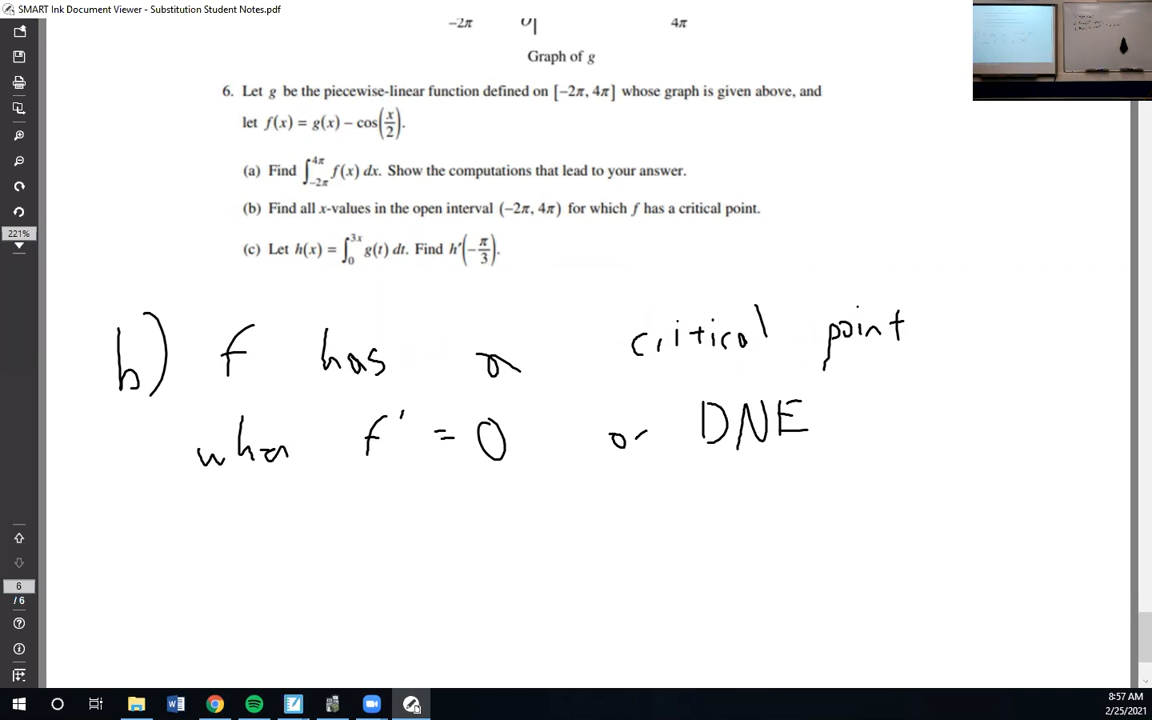 SMART Ink Document Viewer - Substitution Student Notes.pdf
−2π 4π
Graph of g
6. Let g be the piecewise-linear function defined on [−2π, 4π] whose graph is given above, and
let f(x) = g(x) − cos(x/2).
(a) Find ∫_{−2π}^{4π} f(x) dx. Show the computations that lead to your answer.
(b) Find all x-values in the open interval (−2π, 4π) for which f has a critical point.
(c) Let h(x) = ∫_0^{3x} g(t) dt. Find h′(−π/3).
221%
b) f has a critical point
when f' = 0 or DNE
6
/ 6
8:57 AM
2/25/2021